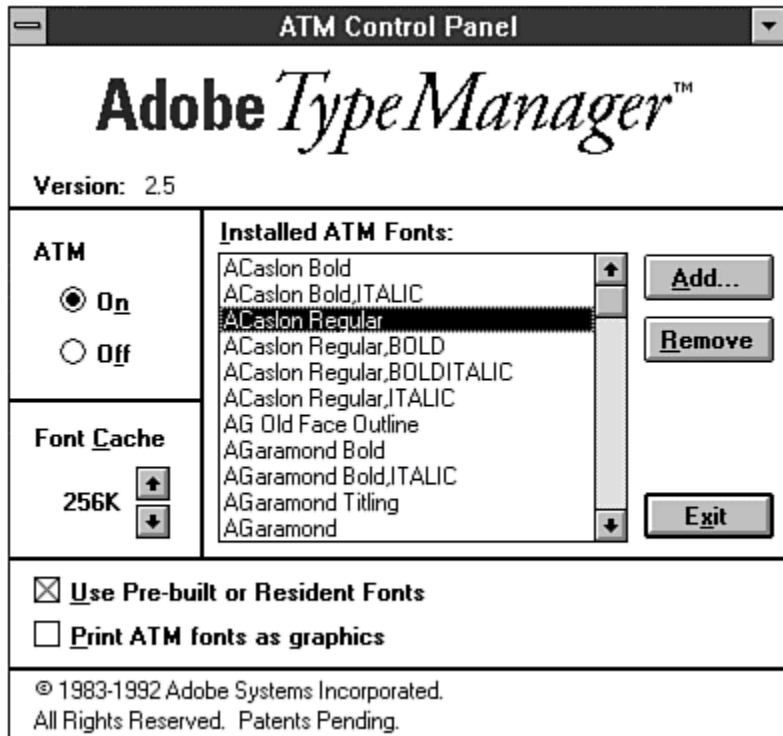 ATM Control Panel
Adobe TypeManager™
Version: 2.5
ATM
On
Off
Font Cache
256K
Installed ATM Fonts:
ACaslon Bold
ACaslon Bold,ITALIC
ACaslon Regular
ACaslon Regular,BOLD
ACaslon Regular,BOLDITALIC
ACaslon Regular,ITALIC
AG Old Face Outline
AGaramond Bold
AGaramond Bold,ITALIC
AGaramond Titling
AGaramond
Add...
Remove
Exit
Use Pre-built or Resident Fonts
Print ATM fonts as graphics
© 1983-1992 Adobe Systems Incorporated.
All Rights Reserved. Patents Pending.